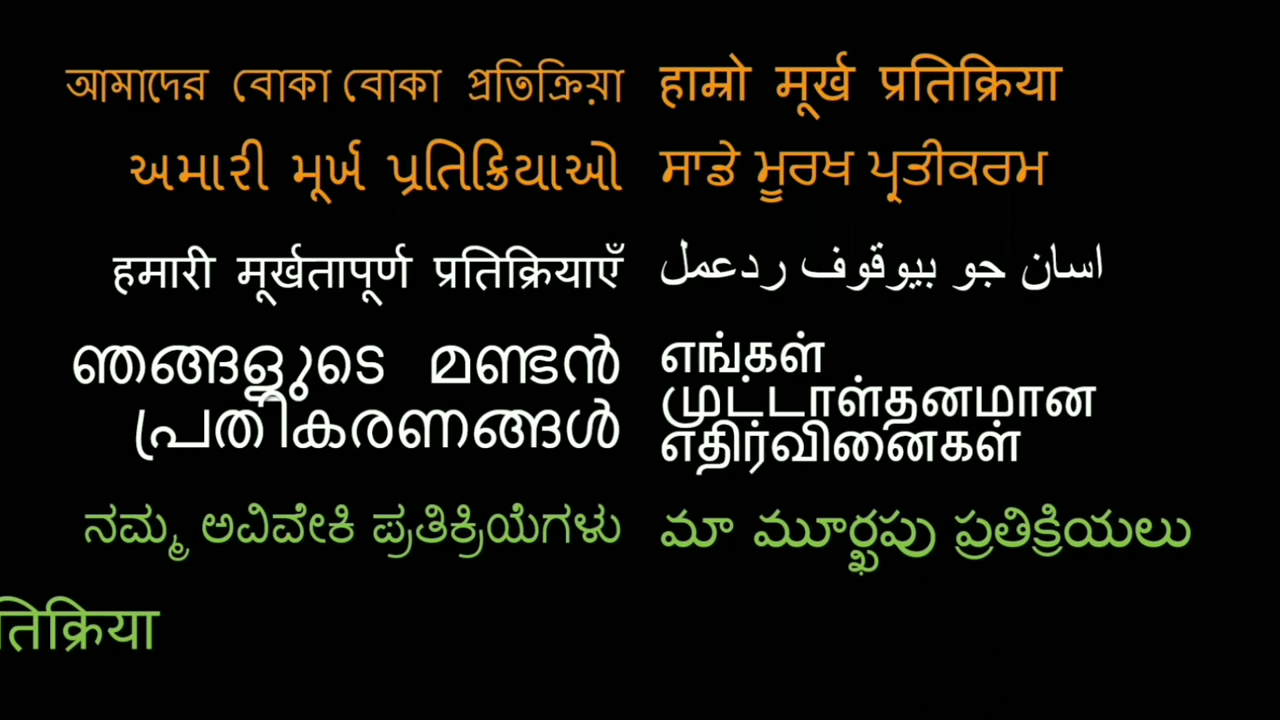 আমাদের বোকা বোকা প্রতিক্রিয়া
हाम्रो मूर्ख प्रतिक्रिया
અમારી મૂર્ખ પ્રતિક્રિયાઓ
ਸਾਡੇ ਮੂਰਖ ਪ੍ਰਤੀਕਰਮ
हमारी मूर्खतापूर्ण प्रतिक्रियाएँ
اسان جو بيوقوف ردعمل
ഞങ്ങളുടെ മണ്ടൻ
പ്രതികരണങ്ങൾ
எங்கள்
முட்டாள்தனமான
எதிர்வினைகள்
ನಮ್ಮ ಅವಿವೇಕಿ ಪ್ರತಿಕ್ರಿಯೆಗಳು
మా మూర్ఖపు ప్రతిక్రియలు
तिक्रिया